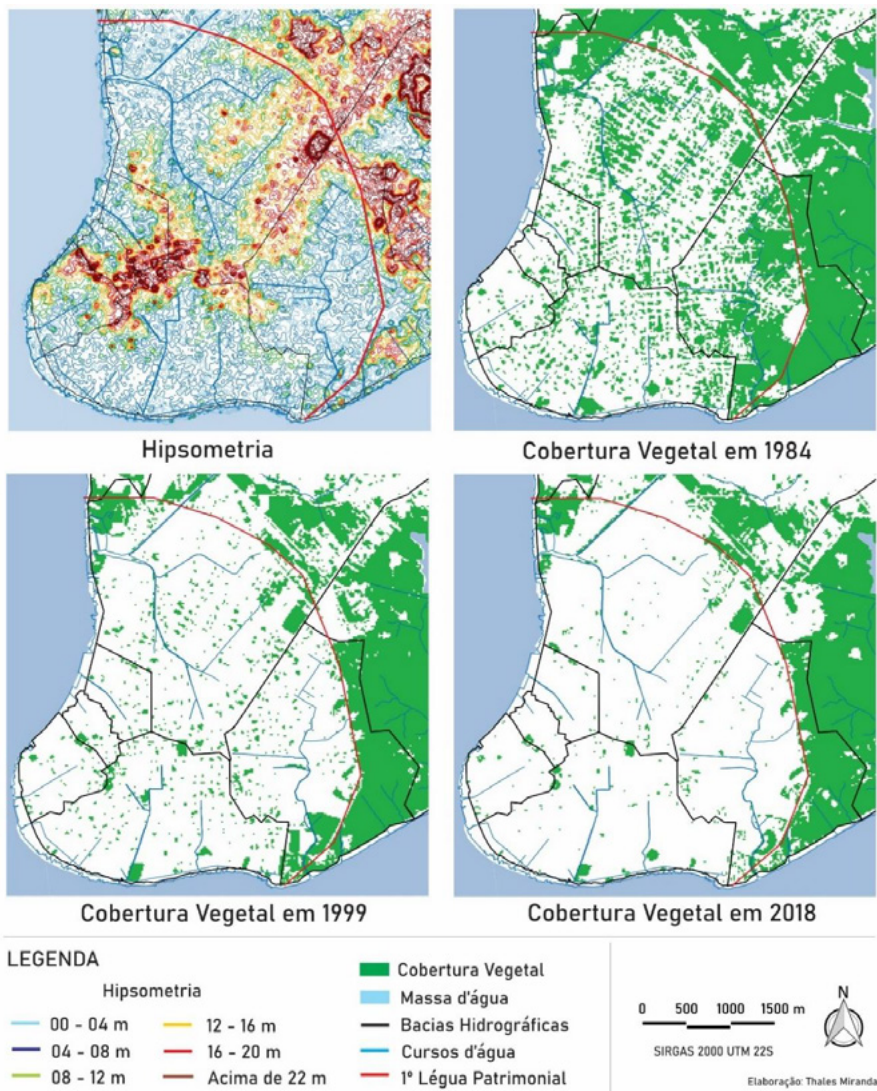 Hipsometria
Cobertura Vegetal em 1984
Cobertura Vegetal em 1999
Cobertura Vegetal em 2018
LEGENDA
Hipsometria
00 - 04 m
04 - 08 m
08 - 12 m
12 - 16 m
16 - 20 m
Acima de 22 m
Cobertura Vegetal
Massa d'água
Bacias Hidrográficas
Cursos d'água
1º Légua Patrimonial
0 500 1000 1500 m
SIRGAS 2000 UTM 22S
N
Elaboração: Thales Miranda